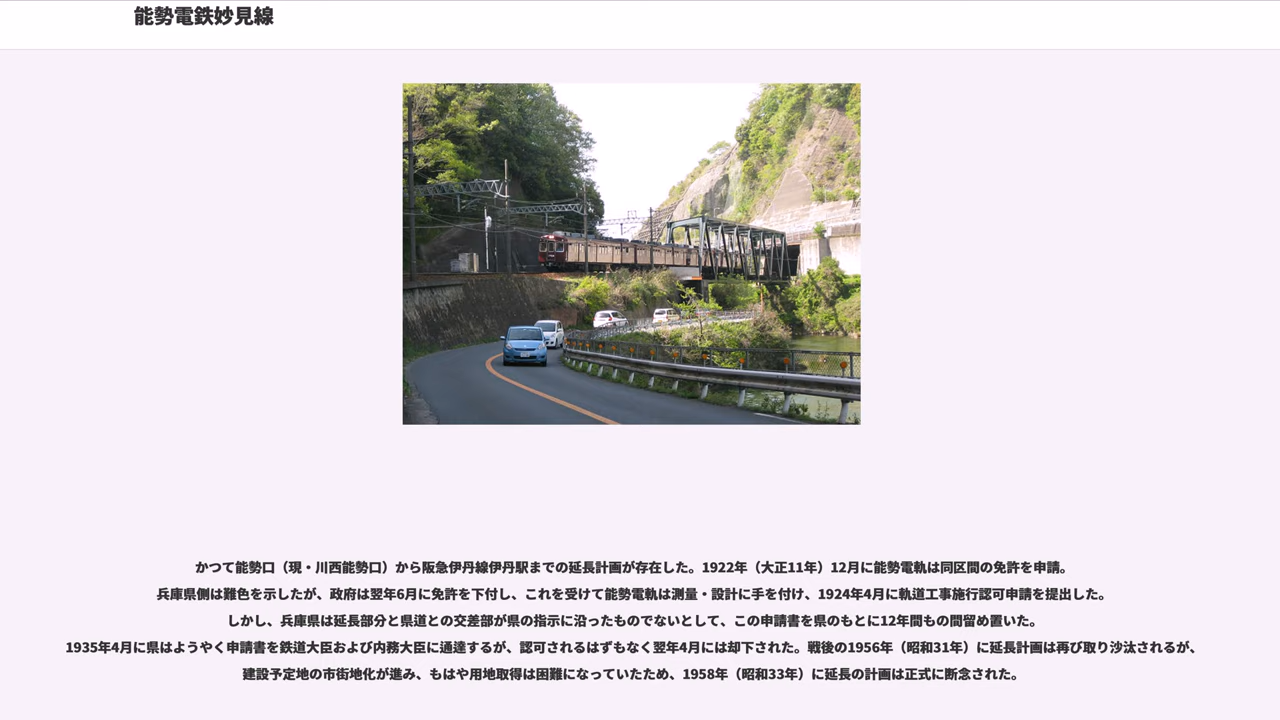 能勢電鉄妙見線
かつて能勢口（現・川西能勢口）から阪急伊丹線伊丹駅までの延長計画が存在した。1922年（大正11年）12月に能勢電軌は同区間の免許を申請。
兵庫県側は難色を示したが、政府は翌年6月に免許を下付し、これを受けて能勢電軌は測量・設計に手を付け、1924年4月に軌道工事施行認可申請を提出した。
しかし、兵庫県は延長部分と県道との交差部が県の指示に沿ったものでないとして、この申請書を県のもとに12年間もの間留め置いた。
1935年4月に県はようやく申請書を鉄道大臣および内務大臣に通達するが、認可されるはずもなく翌年4月には却下された。戦後の1956年（昭和31年）に延長計画は再び取り沙汰されるが、
建設予定地の市街地化が進み、もはや用地取得は困難になっていたため、1958年（昭和33年）に延長の計画は正式に断念された。